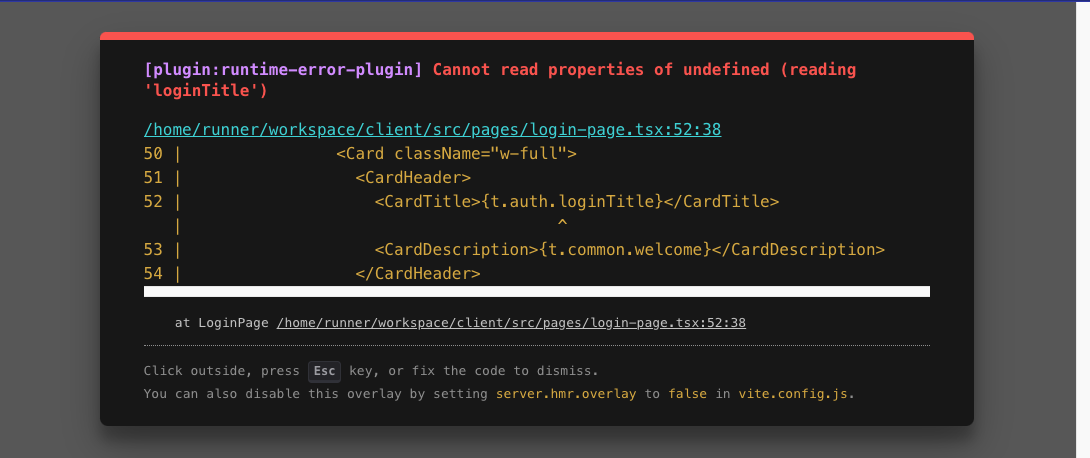 [plugin:runtime-error-plugin] Cannot read properties of undefined (reading
'loginTitle')
/home/runner/workspace/client/src/pages/login-page.tsx:52:38
50 |                <Card className="w-full">
51 |                  <CardHeader>
52 |                    <CardTitle>{t.auth.loginTitle}</CardTitle>
   |                                       ^
53 |                    <CardDescription>{t.common.welcome}</CardDescription>
54 |                  </CardHeader>
at LoginPage /home/runner/workspace/client/src/pages/login-page.tsx:52:38
Click outside, press Esc key, or fix the code to dismiss.
You can also disable this overlay by setting server.hmr.overlay to false in vite.config.js.